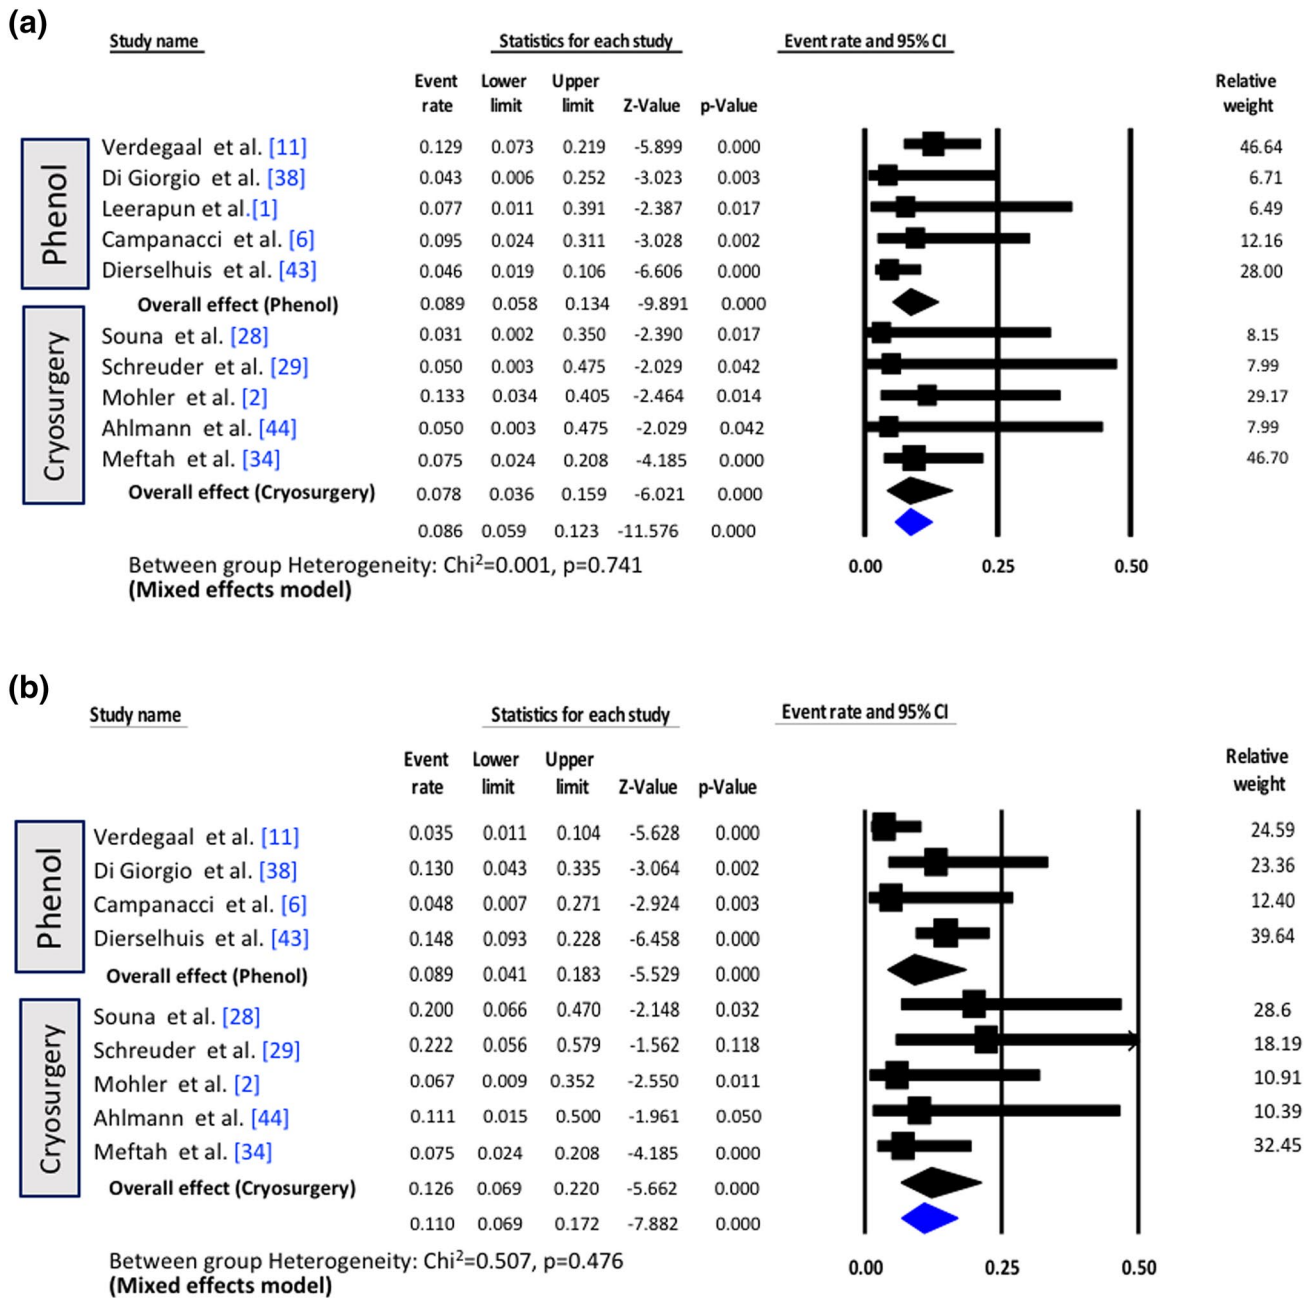 (a)
Study name Statistics for each study Event rate and 95% CI
Event Lower Upper Relative
rate limit limit Z-Value p-Value weight
Phenol
Verdegaal et al. [11] 0.129 0.073 0.219 -5.899 0.000 46.64
Di Giorgio et al. [38] 0.043 0.006 0.252 -3.023 0.003 6.71
Leerapun et al.[1] 0.077 0.011 0.391 -2.387 0.017 6.49
Campanacci et al. [6] 0.095 0.024 0.311 -3.028 0.002 12.16
Dierselhuis et al. [43] 0.046 0.019 0.106 -6.606 0.000 28.00
Overall effect (Phenol) 0.089 0.058 0.134 -9.891 0.000
Cryosurgery
Souna et al. [28] 0.031 0.002 0.350 -2.390 0.017 8.15
Schreuder et al. [29] 0.050 0.003 0.475 -2.029 0.042 7.99
Mohler et al. [2] 0.133 0.034 0.405 -2.464 0.014 29.17
Ahlmann et al. [44] 0.050 0.003 0.475 -2.029 0.042 7.99
Meftah et al. [34] 0.075 0.024 0.208 -4.185 0.000 46.70
Overall effect (Cryosurgery) 0.078 0.036 0.159 -6.021 0.000
0.086 0.059 0.123 -11.576 0.000
Between group Heterogeneity: Chi²=0.001, p=0.741 0.00 0.25 0.50
(Mixed effects model)
(b)
Study name Statistics for each study Event rate and 95% CI
Event Lower Upper Relative
rate limit limit Z-Value p-Value weight
Phenol
Verdegaal et al. [11] 0.035 0.011 0.104 -5.628 0.000 24.59
Di Giorgio et al. [38] 0.130 0.043 0.335 -3.064 0.002 23.36
Campanacci et al. [6] 0.048 0.007 0.271 -2.924 0.003 12.40
Dierselhuis et al. [43] 0.148 0.093 0.228 -6.458 0.000 39.64
Overall effect (Phenol) 0.089 0.041 0.183 -5.529 0.000
Cryosurgery
Souna et al. [28] 0.200 0.066 0.470 -2.148 0.032 28.6
Schreuder et al. [29] 0.222 0.056 0.579 -1.562 0.118 18.19
Mohler et al. [2] 0.067 0.009 0.352 -2.550 0.011 10.91
Ahlmann et al. [44] 0.111 0.015 0.500 -1.961 0.050 10.39
Meftah et al. [34] 0.075 0.024 0.208 -4.185 0.000 32.45
Overall effect (Cryosurgery) 0.126 0.069 0.220 -5.662 0.000
0.110 0.069 0.172 -7.882 0.000
Between group Heterogeneity: Chi²=0.507, p=0.476 0.00 0.25 0.50
(Mixed effects model)